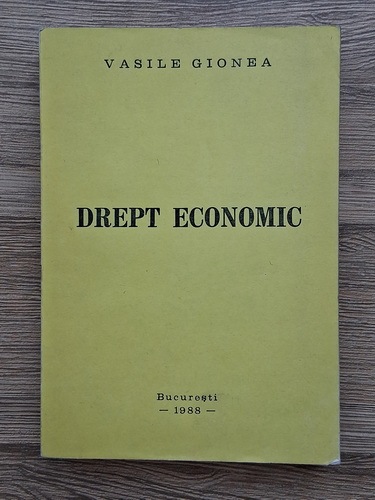 VASILE GIONEA
DREPT ECONOMIC
București
— 1988 —